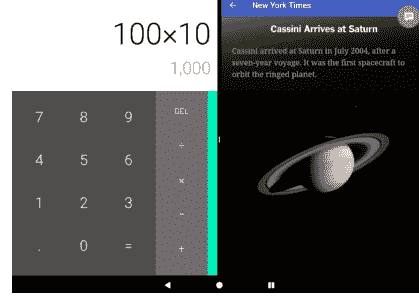 100×10
1,000
7 8 9 DEL
÷
4 5 6
×
1 2 3
−
. 0 = +
New York Times
Cassini Arrives at Saturn
Cassini arrived at Saturn in July 2004, after a
seven-year voyage. It was the first spacecraft to
orbit the ringed planet.